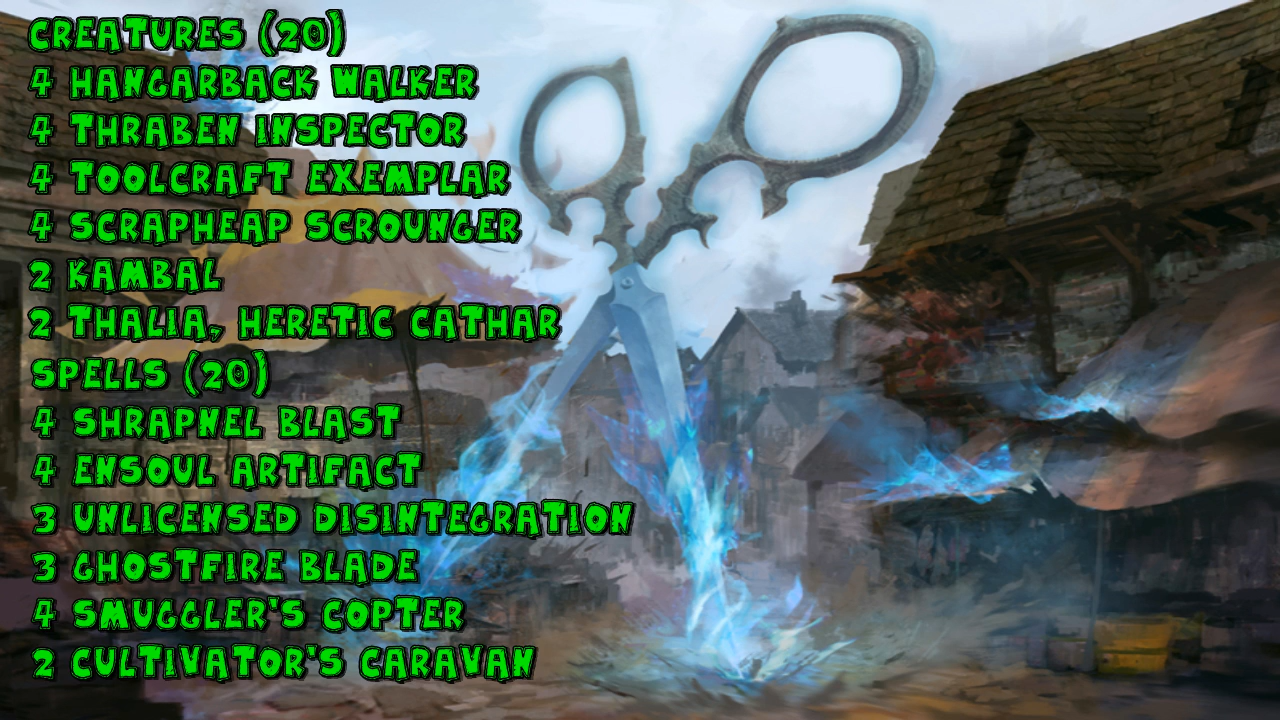 CREATURES (20)
4 HANGARBACK WALKER
4 THRABEN INSPECTOR
4 TOOLCRAFT EXEMPLAR
4 SCRAPHEAP SCROUNGER
2 KAMBAL
2 THALIA, HERETIC CATHAR
SPELLS (20)
4 SHRAPNEL BLAST
4 ENSOUL ARTIFACT
3 UNLICENSED DISINTEGRATION
3 GHOSTFIRE BLADE
4 SMUGGLER'S COPTER
2 CULTIVATOR'S CARAVAN